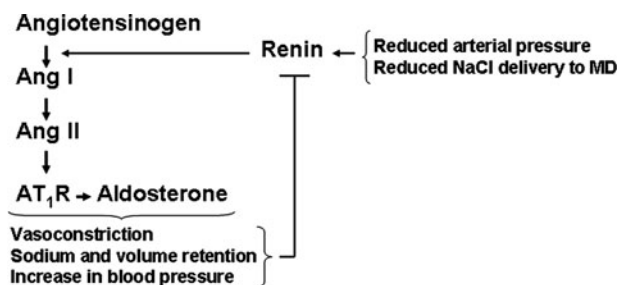 Angiotensinogen
Renin
Reduced arterial pressure
Reduced NaCl delivery to MD
Ang I
Ang II
AT₁R → Aldosterone
Vasoconstriction
Sodium and volume retention
Increase in blood pressure